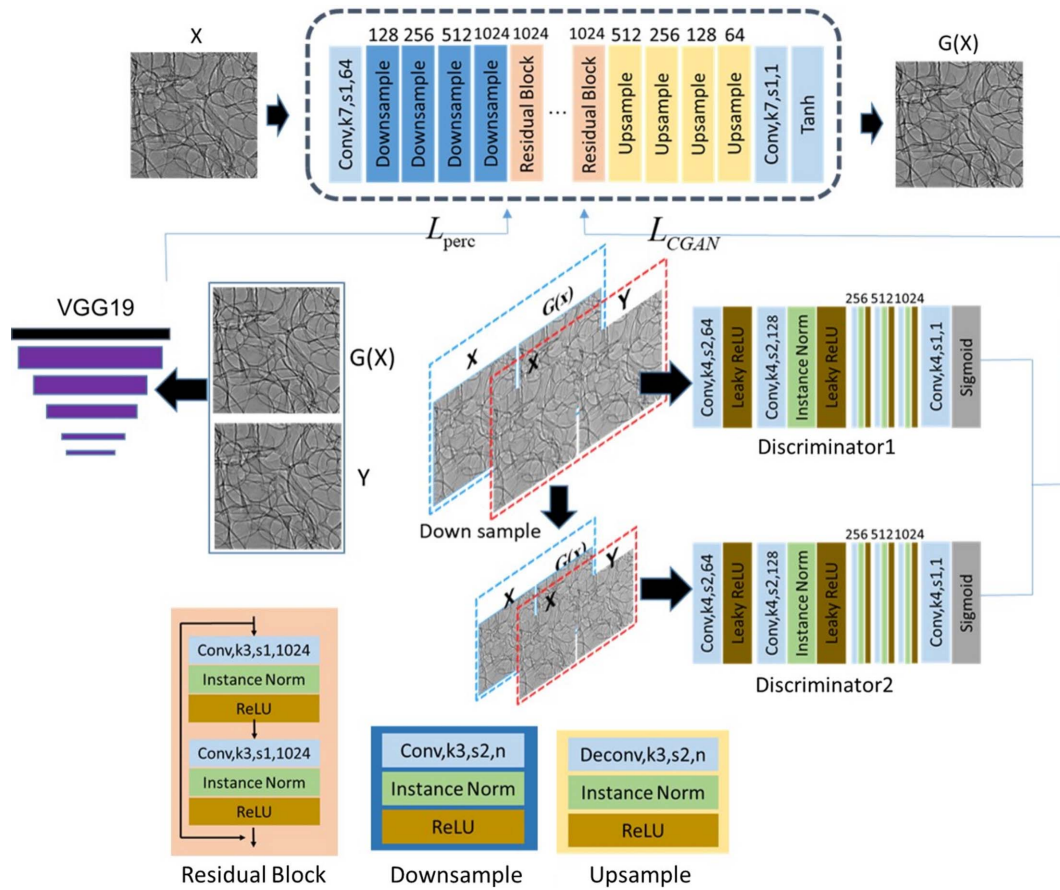 X
128 256 512 1024 1024
1024 512 256 128 64
G(X)
Conv,k7,s1,64
Downsample
Downsample
Downsample
Downsample
Residual Block
...
Residual Block
Upsample
Upsample
Upsample
Upsample
Conv,k7,s1,1
Tanh
L perc
L CGAN
VGG19
G(X)
Y
X
G(x)
X
Y
Down sample
256 512 1024
Conv,k4,s2,64
Leaky ReLU
Conv,k4,s2,128
Instance Norm
Leaky ReLU
Conv,k4,s1,1
Sigmoid
Discriminator1
X
G(x)
X
Y
256 512 1024
Conv,k4,s2,64
Leaky ReLU
Conv,k4,s2,128
Instance Norm
Leaky ReLU
Conv,k4,s1,1
Sigmoid
Discriminator2
Conv,k3,s1,1024
Instance Norm
ReLU
Conv,k3,s1,1024
Instance Norm
ReLU
Residual Block
Conv,k3,s2,n
Instance Norm
ReLU
Downsample
Deconv,k3,s2,n
Instance Norm
ReLU
Upsample